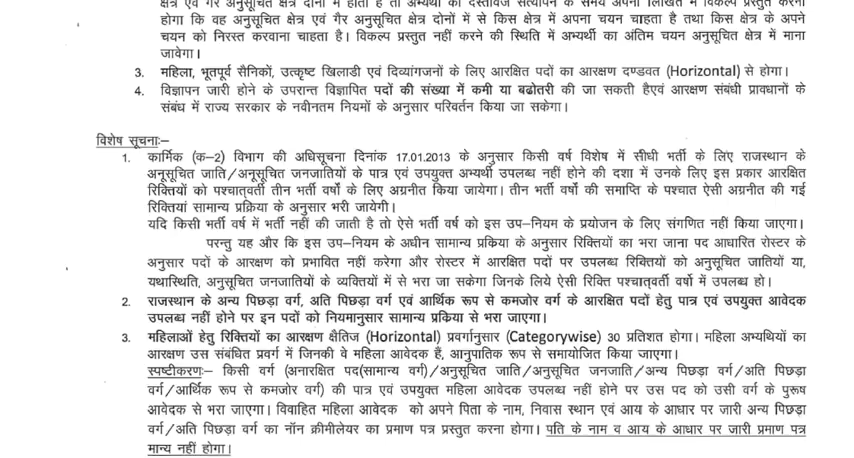 क्षेत्र एवं गैर अनुसूचित क्षेत्र दोनों में होता है तो अभ्यर्थी को दस्तावेज सत्यापन के समय अपना लिखित में विकल्प प्रस्तुत करना
होगा कि वह अनुसूचित क्षेत्र एवं गैर अनुसूचित क्षेत्र दोनों में से किस क्षेत्र में अपना चयन चाहता है तथा किस क्षेत्र के अपने
चयन को निरस्त करवाना चाहता है। विकल्प प्रस्तुत नहीं करने की स्थिति में अभ्यर्थी का अंतिम चयन अनुसूचित क्षेत्र में माना
जावेगा।
3. महिला, भूतपूर्व सैनिकों, उत्कृष्ट खिलाडी एवं दिव्यांगजनों के लिए आरक्षित पदों का आरक्षण दण्डवत (Horizontal) से होगा।
4. विज्ञापन जारी होने के उपरान्त विज्ञापित पदों की संख्या में कमी या बढोतरी की जा सकती हैएवं आरक्षण संबंधी प्रावधानों के
संबंध में राज्य सरकार के नवीनतम नियमों के अनुसार परिवर्तन किया जा सकेगा।
विशेष सूचनाः–
1. कार्मिक (क–2) विभाग की अधिसूचना दिनांक 17.01.2013 के अनुसार किसी वर्ष विशेष में सीधी भर्ती के लिए राजस्थान के
अनूसूचित जाति/अनुसूचित जनजातियों के पात्र एवं उपयुक्त अभ्यर्थी उपलब्ध नहीं होने की दशा में उनके लिए इस प्रकार आरक्षित
रिक्तियों को पश्चातवर्ती तीन भर्ती वर्षो के लिए अग्रनीत किया जायेगा। तीन भर्ती वर्षो की समाप्ति के पश्चात ऐसी अग्रनीत की गई
रिक्तियां सामान्य प्रक्रिया के अनुसार भरी जायेगी।
यदि किसी भर्ती वर्ष में भर्ती नहीं की जाती है तो ऐसे भर्ती वर्ष को इस उप–नियम के प्रयोजन के लिए संगणित नहीं किया जाएगा।
परन्तु यह और कि इस उप–नियम के अधीन सामान्य प्रकिया के अनुसार रिक्तियों का भरा जाना पद आधारित रोस्टर के
अनुसार पदों के आरक्षण को प्रभावित नहीं करेगा और रोस्टर में आरक्षित पदों पर उपलब्ध रिक्तियों को अनुसूचित जातियों या,
यथास्थिति, अनुसूचित जनजातियों के व्यक्तियों में से भरा जा सकेगा जिनके लिये ऐसी रिक्ति पश्चात्वर्ती वर्षो में उपलब्ध हो।
2. राजस्थान के अन्य पिछड़ा वर्ग, अति पिछड़ा वर्ग एवं आर्थिक रूप से कमजोर वर्ग के आरक्षित पदों हेतु पात्र एवं उपयुक्त आवेदक
उपलब्ध नहीं होने पर इन पदों को नियमानुसार सामान्य प्रकिया से भरा जाएगा।
3. महिलाओं हेतु रिक्तियों का आरक्षण क्षैतिज (Horizontal) प्रवर्गानुसार (Categorywise) 30 प्रतिशत होगा। महिला अभ्यथियों का
आरक्षण उस संबंधित प्रवर्ग में जिनकी वे महिला आवेदक हैं, आनुपातिक रूप से समायोजित किया जाएगा।
स्पष्टीकरणः– किसी वर्ग (अनारक्षित पद(सामान्य वर्ग)/अनुसूचित जाति/अनुसूचित जनजाति/अन्य पिछड़ा वर्ग/अति पिछड़ा
वर्ग/आर्थिक रूप से कमजोर वर्ग) की पात्र एवं उपयुक्त महिला आवेदक उपलब्ध नहीं होने पर उस पद को उसी वर्ग के पुरूष
आवेदक से भरा जाएगा। विवाहित महिला आवेदक को अपने पिता के नाम, निवास स्थान एवं आय के आधार पर जारी अन्य पिछड़ा
वर्ग/अति पिछड़ा वर्ग का नॉन क्रीमीलेयर का प्रमाण पत्र प्रस्तुत करना होगा। पति के नाम व आय के आधार पर जारी प्रमाण पत्र
मान्य नहीं होगा।